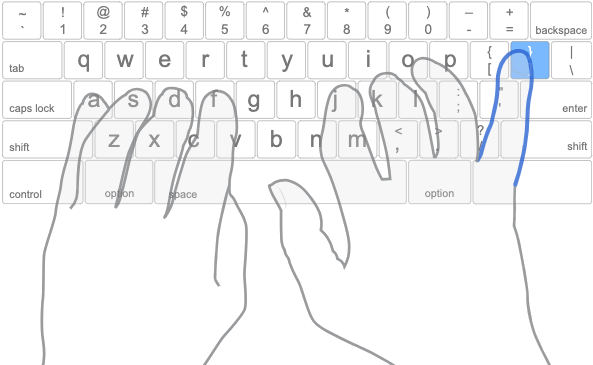 ~ ! @ # $ % ^ & * ( ) — +
` 1 2 3 4 5 6 7 8 9 0 - = backspace
tab q w e r t y u i o p { [ } | \
caps lock a s d f g h j k l : ; " ' enter
shift z x c v b n m < , > ? / shift
control option space option